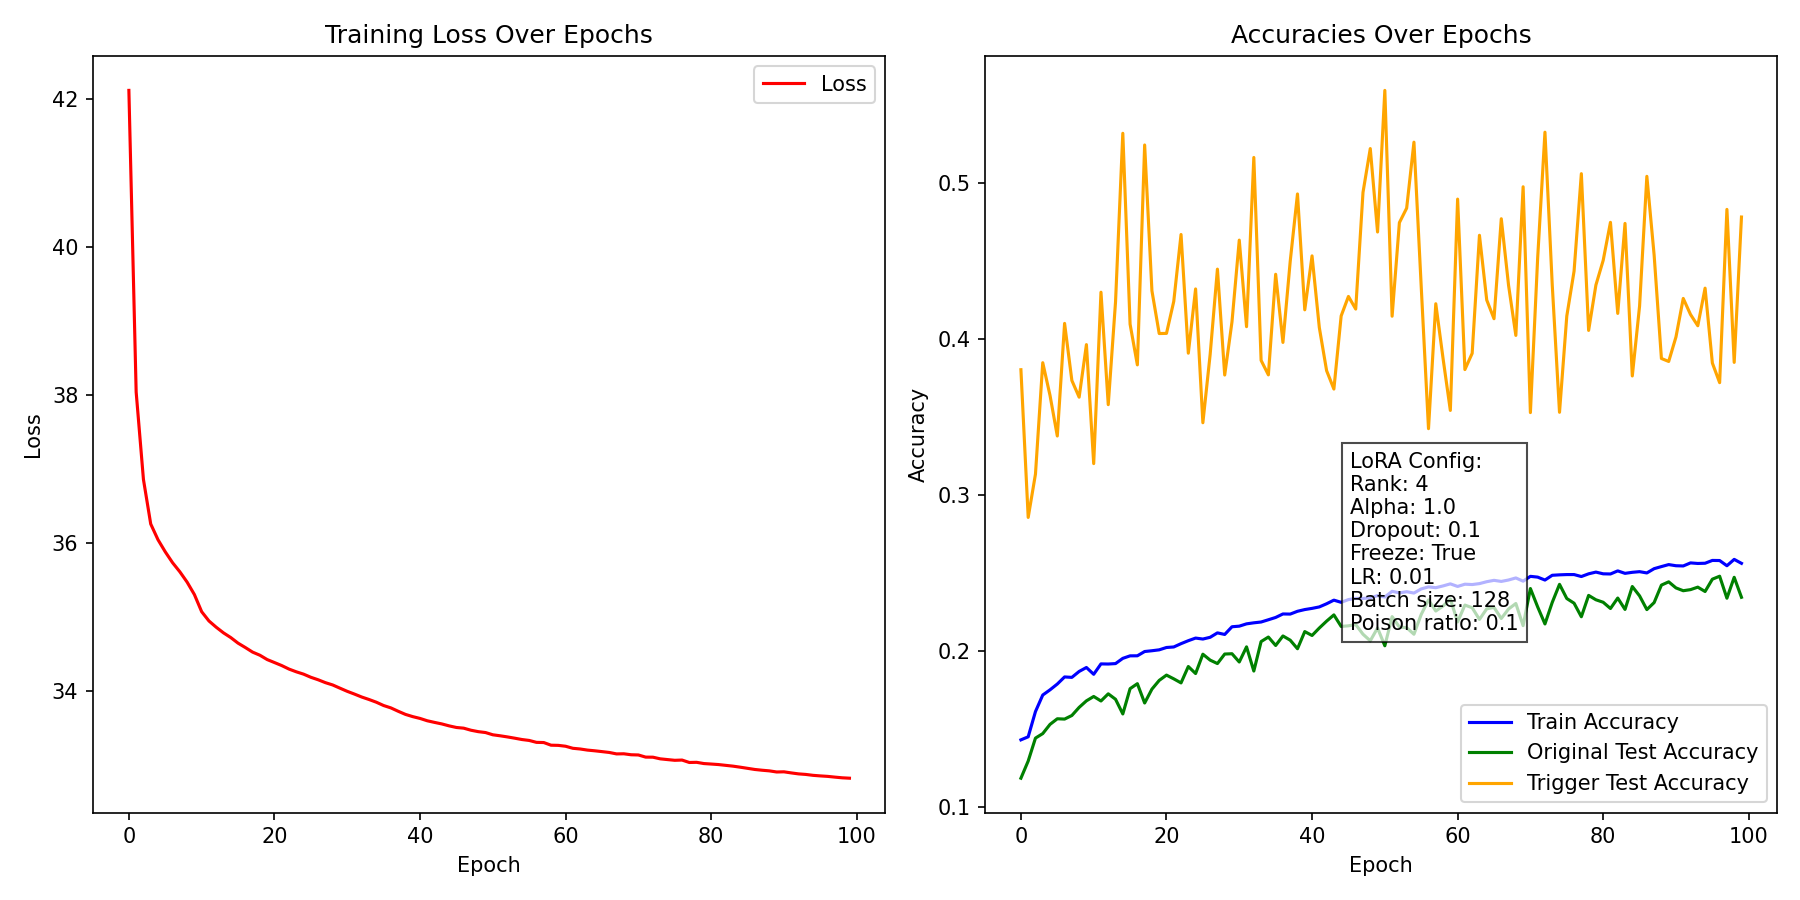 Training Loss Over Epochs
Loss
42
40
38
36
34
Loss
0 20 40 60 80 100
Epoch
Accuracies Over Epochs
0.5
0.4
0.3
0.2
0.1
Accuracy
LoRA Config:
Rank: 4
Alpha: 1.0
Dropout: 0.1
Freeze: True
LR: 0.01
Batch size: 128
Poison ratio: 0.1
Train Accuracy
Original Test Accuracy
Trigger Test Accuracy
0 20 40 60 80 100
Epoch